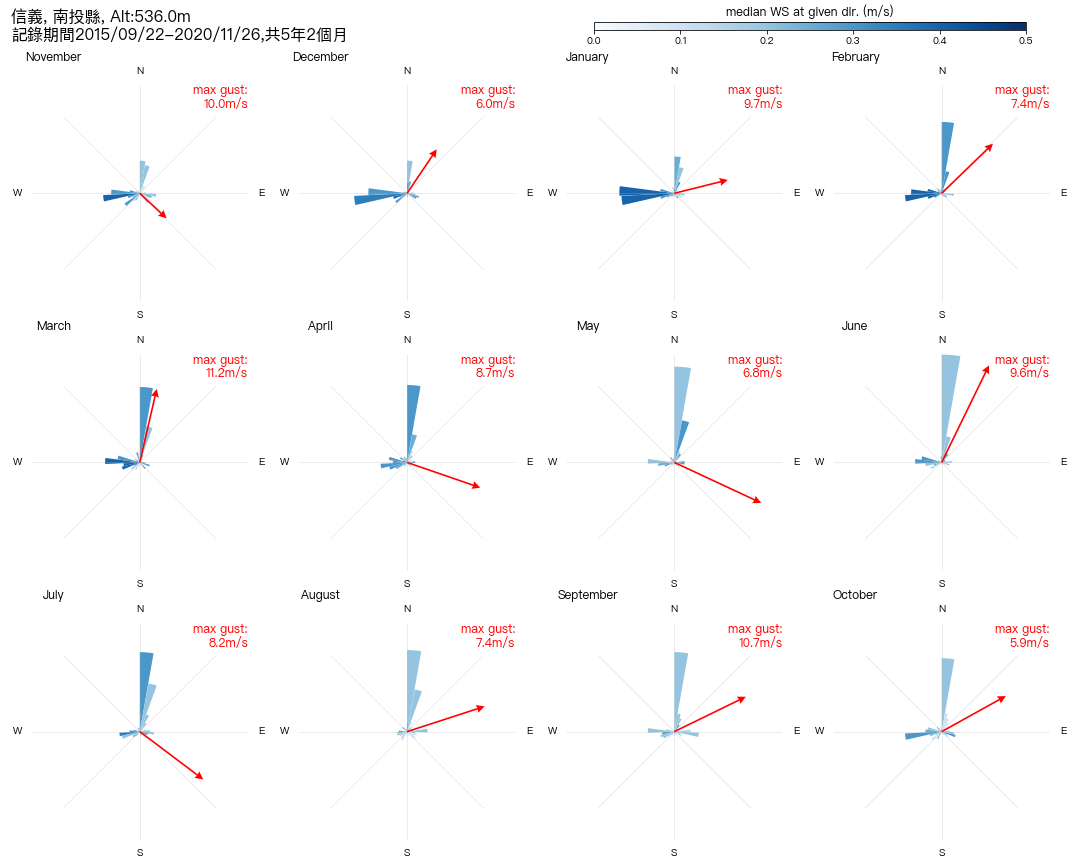 信義, 南投縣, Alt:536.0m
記錄期間2015/09/22-2020/11/26,共5年2個月
median WS at given dir. (m/s)
0.0 0.1 0.2 0.3 0.4 0.5
November
N
max gust:
10.0m/s
W E
S
December
N
max gust:
6.0m/s
W E
January
N
max gust:
9.7m/s
W E
S
February
N
max gust:
7.4m/s
W E
S
March
N
max gust:
11.2m/s
W E
S
April
N
max gust:
8.7m/s
W E
S
May
N
max gust:
6.8m/s
W E
S
June
N
max gust:
9.6m/s
W E
S
July
N
max gust:
8.2m/s
W E
S
August
N
max gust:
7.4m/s
W E
S
September
N
max gust:
10.7m/s
W E
S
October
N
max gust:
5.9m/s
W E
S